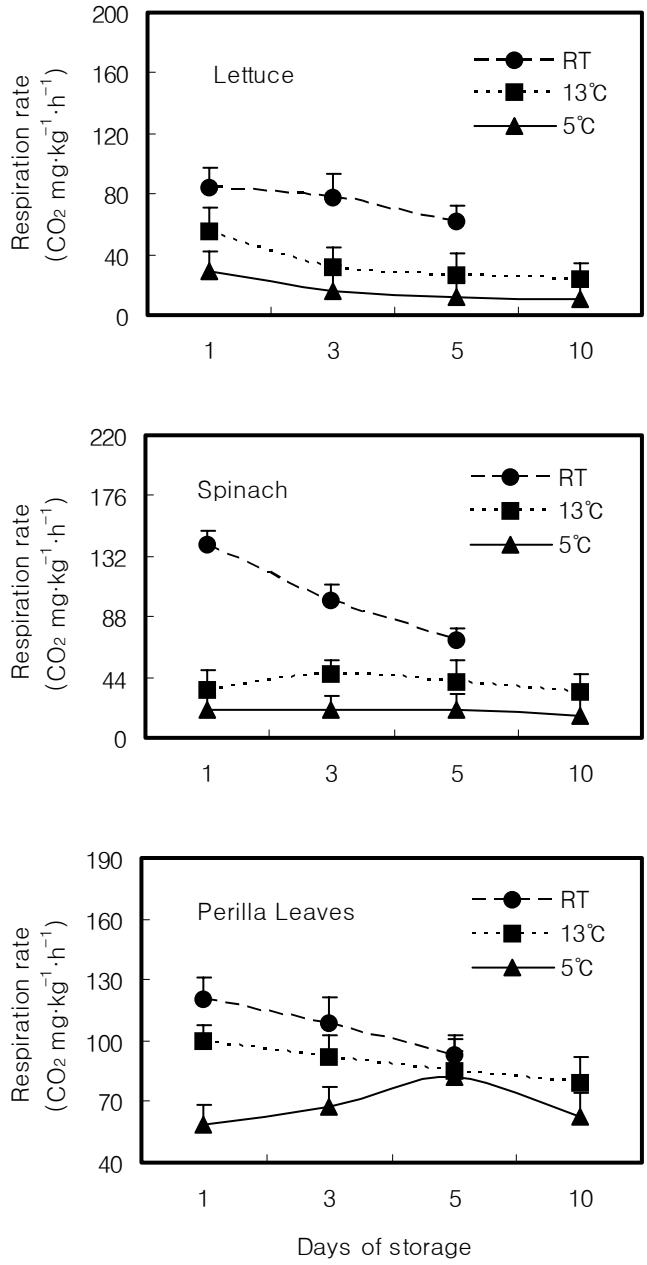 200
160
120
80
40
0
Respiration rate
(CO₂ mg·kg⁻¹·h⁻¹)
Lettuce
RT
13℃
5℃
1 3 5 10
220
176
132
88
44
0
Respiration rate
(CO₂ mg·kg⁻¹·h⁻¹)
Spinach
RT
13℃
5℃
1 3 5 10
190
160
130
100
70
40
Respiration rate
(CO₂ mg·kg⁻¹·h⁻¹)
Perilla Leaves
RT
13℃
5℃
1 3 5 10
Days of storage